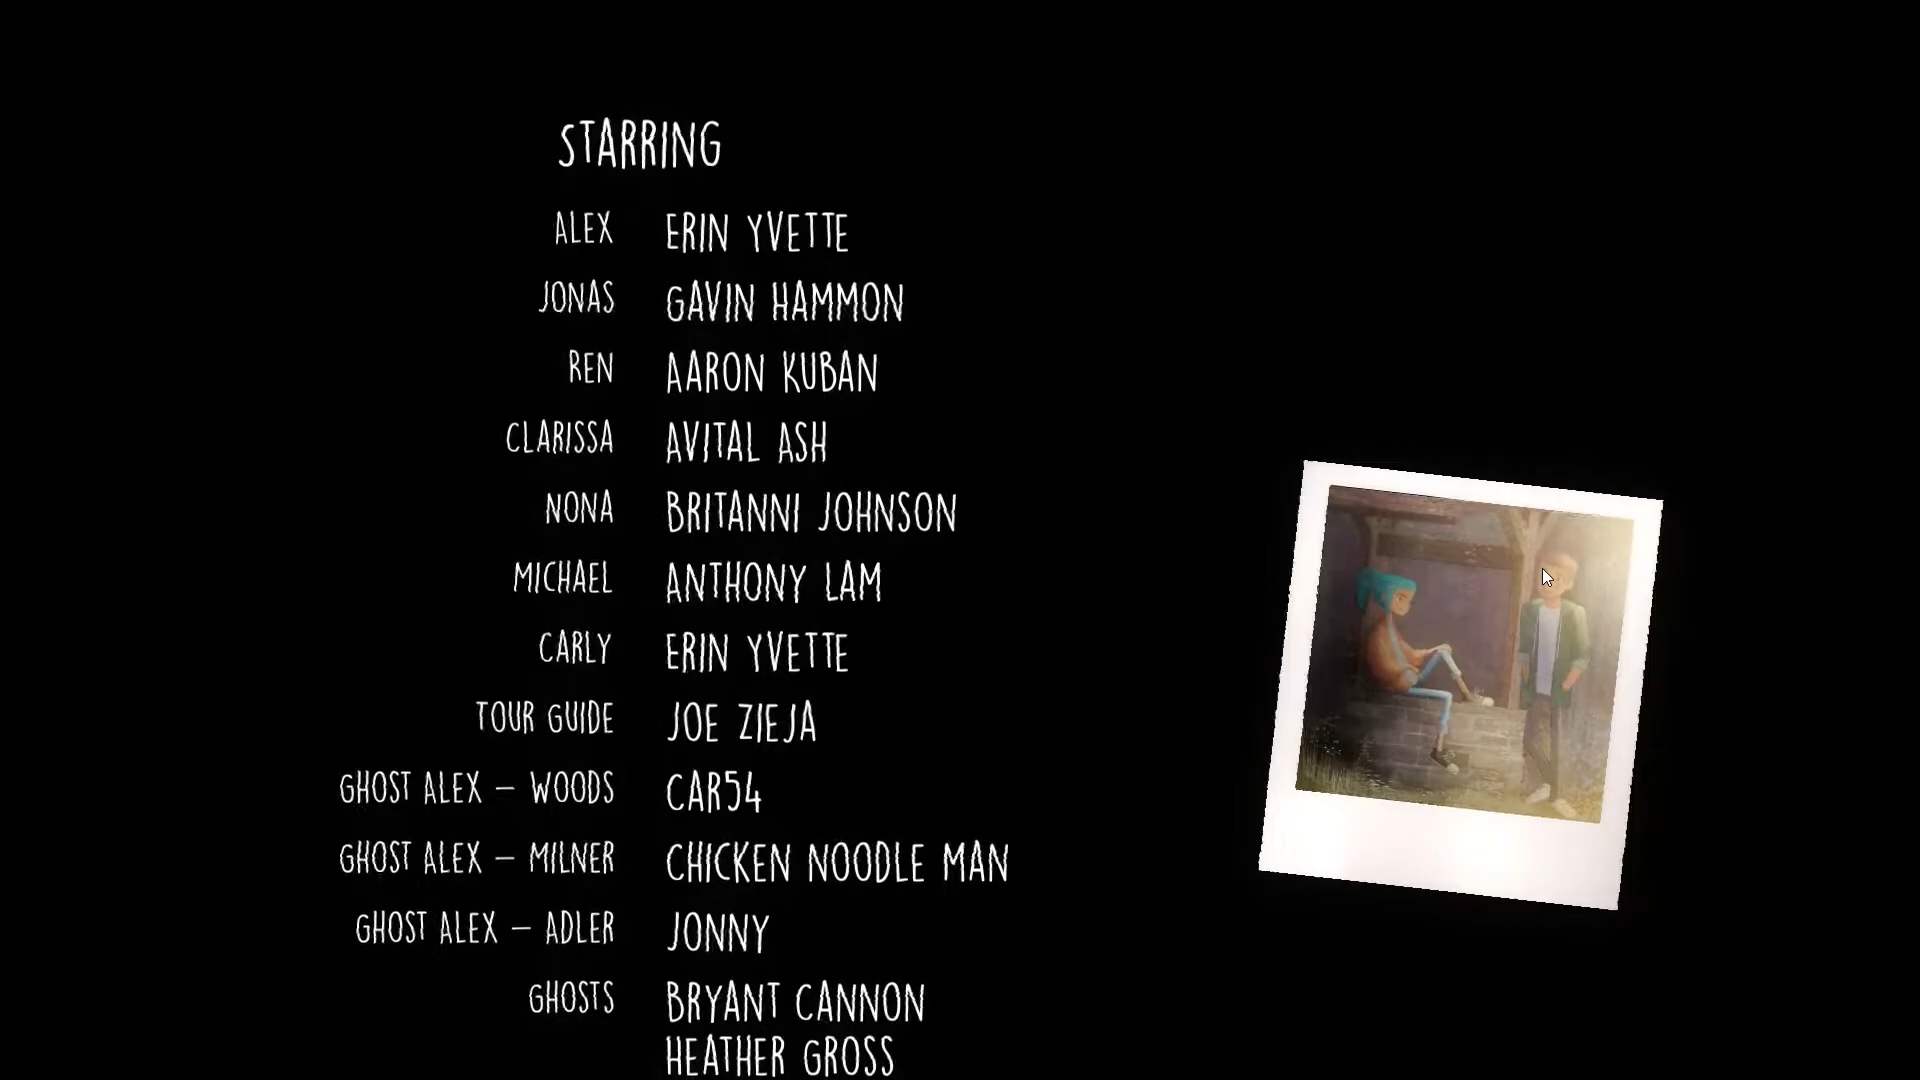 STARRING
ALEX ERIN YVETTE
JONAS GAVIN HAMMON
REN AARON KUBAN
CLARISSA AVITAL ASH
NONA BRITANNI JOHNSON
MICHAEL ANTHONY LAM
CARLY ERIN YVETTE
TOUR GUIDE JOE ZIEJA
GHOST ALEX – WOODS CAR54
GHOST ALEX – MILNER CHICKEN NOODLE MAN
GHOST ALEX – ADLER JONNY
GHOSTS BRYANT CANNON
HEATHER GROSS